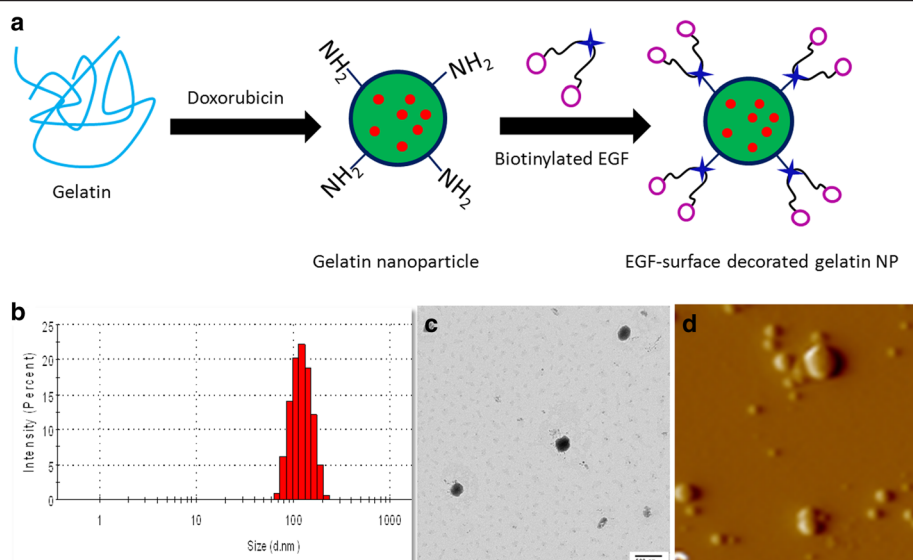 a
NH2
NH2
NH2
NH2
Doxorubicin
Biotinylated EGF
Gelatin
Gelatin nanoparticle
EGF-surface decorated gelatin NP
b
25
20
15
10
5
0
Intensity (Percent)
1
10
100
1000
Size (d.nm)
c
d